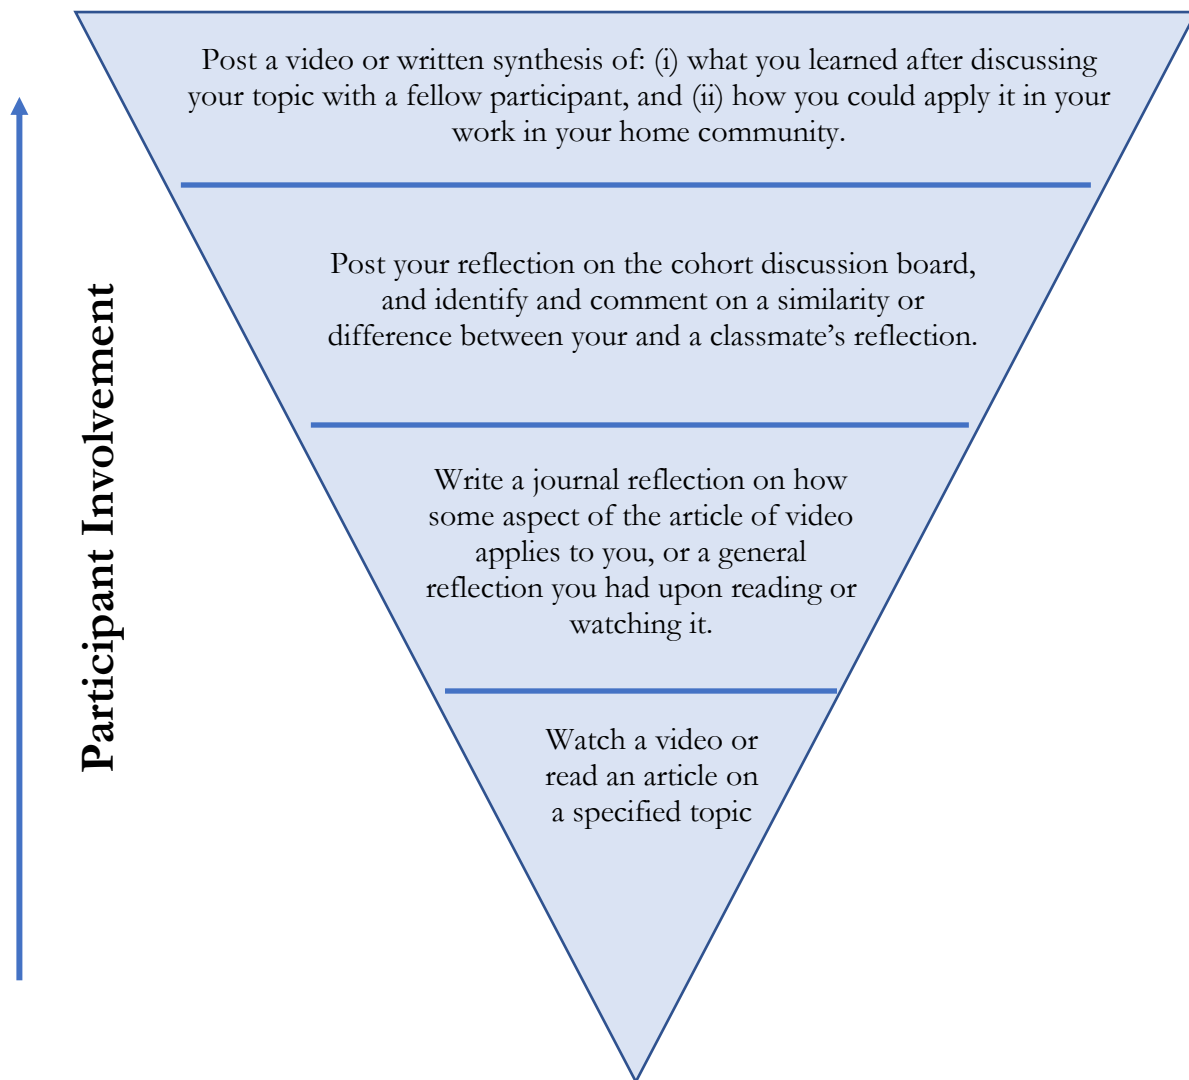 Post a video or written synthesis of: (i) what you learned after discussing
your topic with a fellow participant, and (ii) how you could apply it in your
work in your home community.
Post your reflection on the cohort discussion board,
and identify and comment on a similarity or
difference between your and a classmate’s reflection.
Write a journal reflection on how
some aspect of the article of video
applies to you, or a general
reflection you had upon reading or
watching it.
Watch a video or
read an article on
a specified topic
Participant Involvement